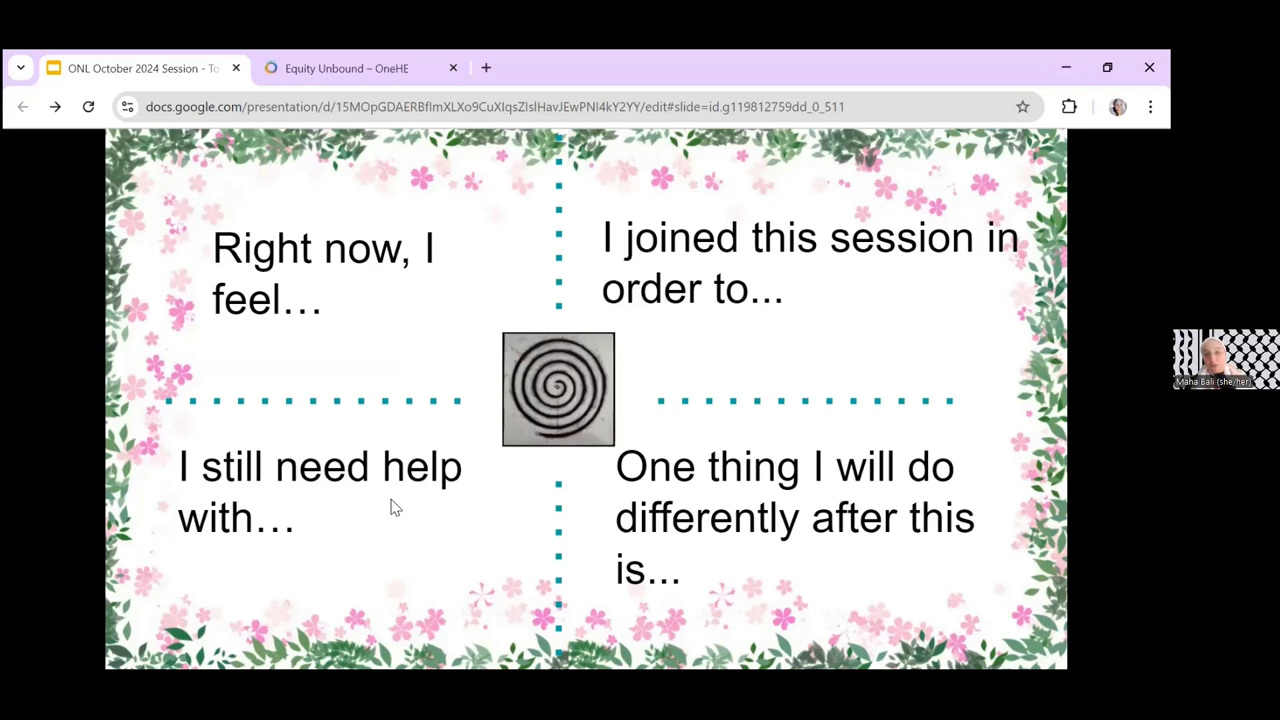 ONL October 2024 Session - To
Equity Unbound – OneHE
docs.google.com/presentation/d/15MOpGDAERBfImXLXo9CuXIqsZIsIHavJEwPNI4kY2YY/edit#slide=id.g119812759dd_0_511
Right now, I
feel…
I joined this session in
order to...
I still need help
with…
One thing I will do
differently after this
is...
Maha Bali (she/her)